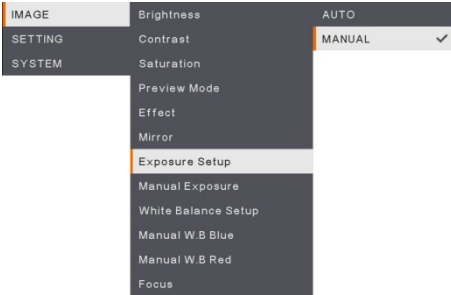 IMAGE
SETTING
SYSTEM
Brightness
Contrast
Saturation
Preview Mode
Effect
Mirror
Exposure Setup
Manual Exposure
White Balance Setup
Manual W.B Blue
Manual W.B Red
Focus
AUTO
MANUAL